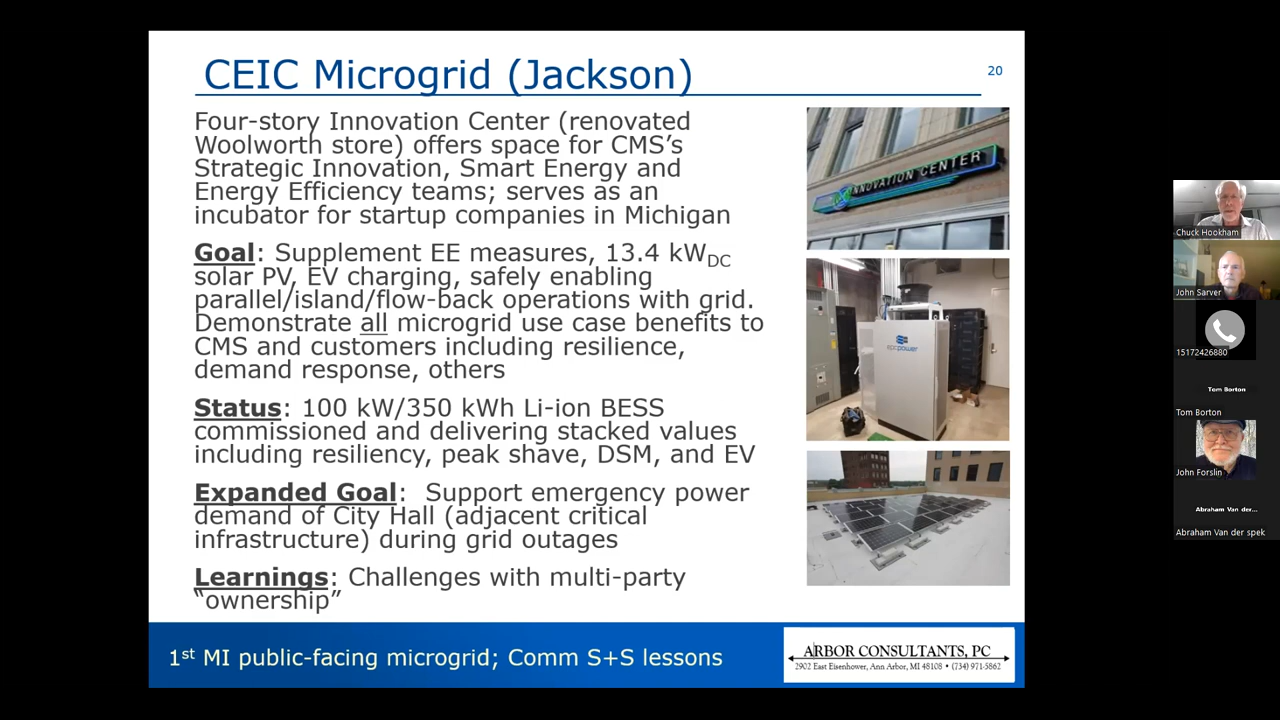 CEIC Microgrid (Jackson)
20
Four-story Innovation Center (renovated
Woolworth store) offers space for CMS's
Strategic Innovation, Smart Energy and
Energy Efficiency teams; serves as an
incubator for startup companies in Michigan
Goal: Supplement EE measures, 13.4 kWDC
solar PV, EV charging, safely enabling
parallel/island/flow-back operations with grid.
Demonstrate all microgrid use case benefits to
CMS and customers including resilience,
demand response, others
Status: 100 kW/350 kWh Li-ion BESS
commissioned and delivering stacked values
including resiliency, peak shave, DSM, and EV
Expanded Goal:  Support emergency power
demand of City Hall (adjacent critical
infrastructure) during grid outages
Learnings: Challenges with multi-party
“ownership”
INNOVATION CENTER
epcpower
1st MI public-facing microgrid; Comm S+S lessons
ARBOR CONSULTANTS, PC
2902 East Eisenhower, Ann Arbor, MI 48108 • (734) 971-5862
Chuck Hookham
John Sarver
15172426880
Tom Borton
Tom Borton
John Forslin
Abraham Van der...
Abraham Van der spek